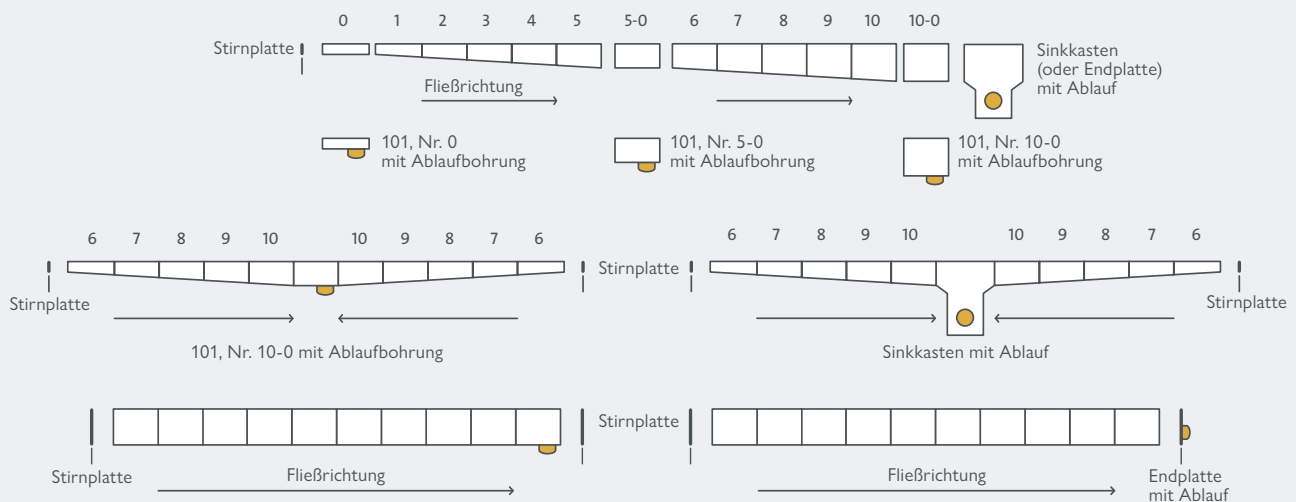 0 1 2 3 4 5 5-0 6 7 8 9 10 10-0
Stirnplatte
Sinkkasten
(oder Endplatte)
mit Ablauf
Fließrichtung
101, Nr. 0
mit Ablaufbohrung
101, Nr. 5-0
mit Ablaufbohrung
101, Nr. 10-0
mit Ablaufbohrung
6 7 8 9 10 10 9 8 7 6
Stirnplatte
Stirnplatte
101, Nr. 10-0 mit Ablaufbohrung
6 7 8 9 10 10 9 8 7 6
Stirnplatte
Sinkkasten mit Ablauf
Stirnplatte
Stirnplatte
Fließrichtung
Fließrichtung
Endplatte
mit Ablauf